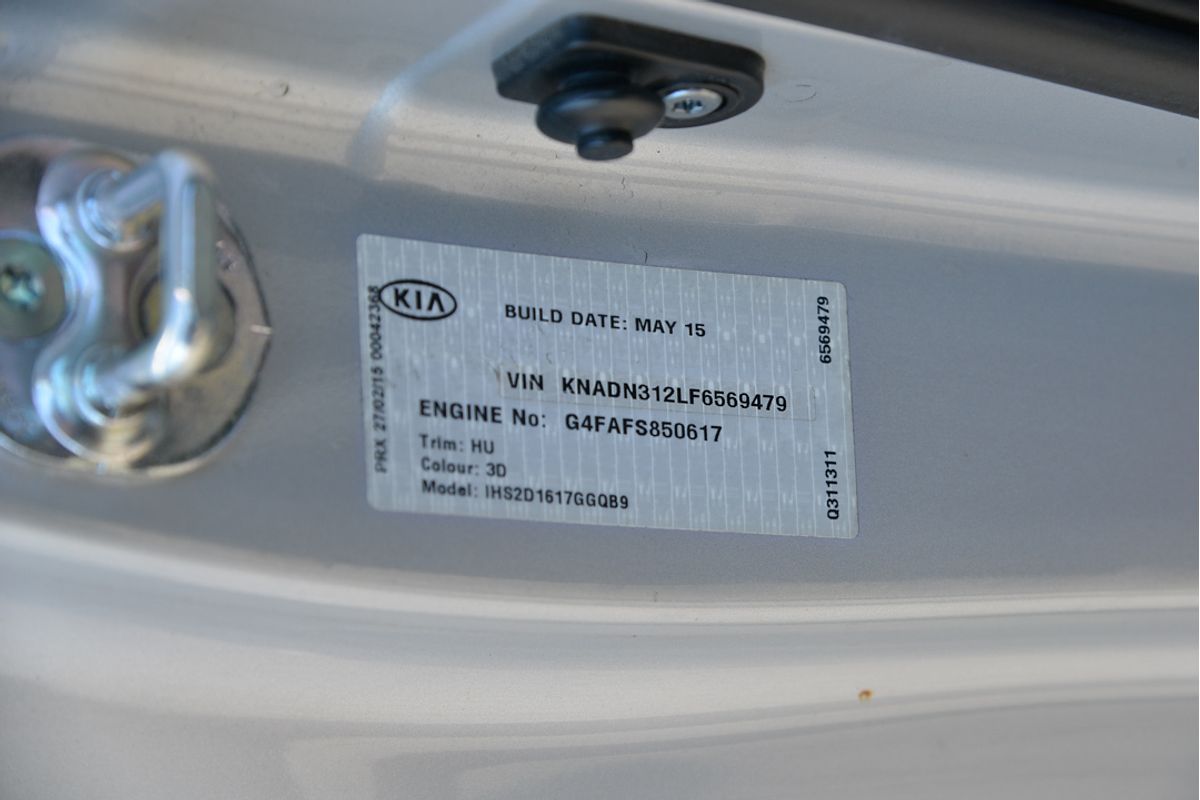 KIA
BUILD DATE: MAY 15
VIN KNADN312LF6569479
ENGINE No: G4FAFS850617
Trim: HU
Colour: 3D
Model: IHS2D1617GGQB9
PRX 27/02/15 00042368
6569479
Q311311